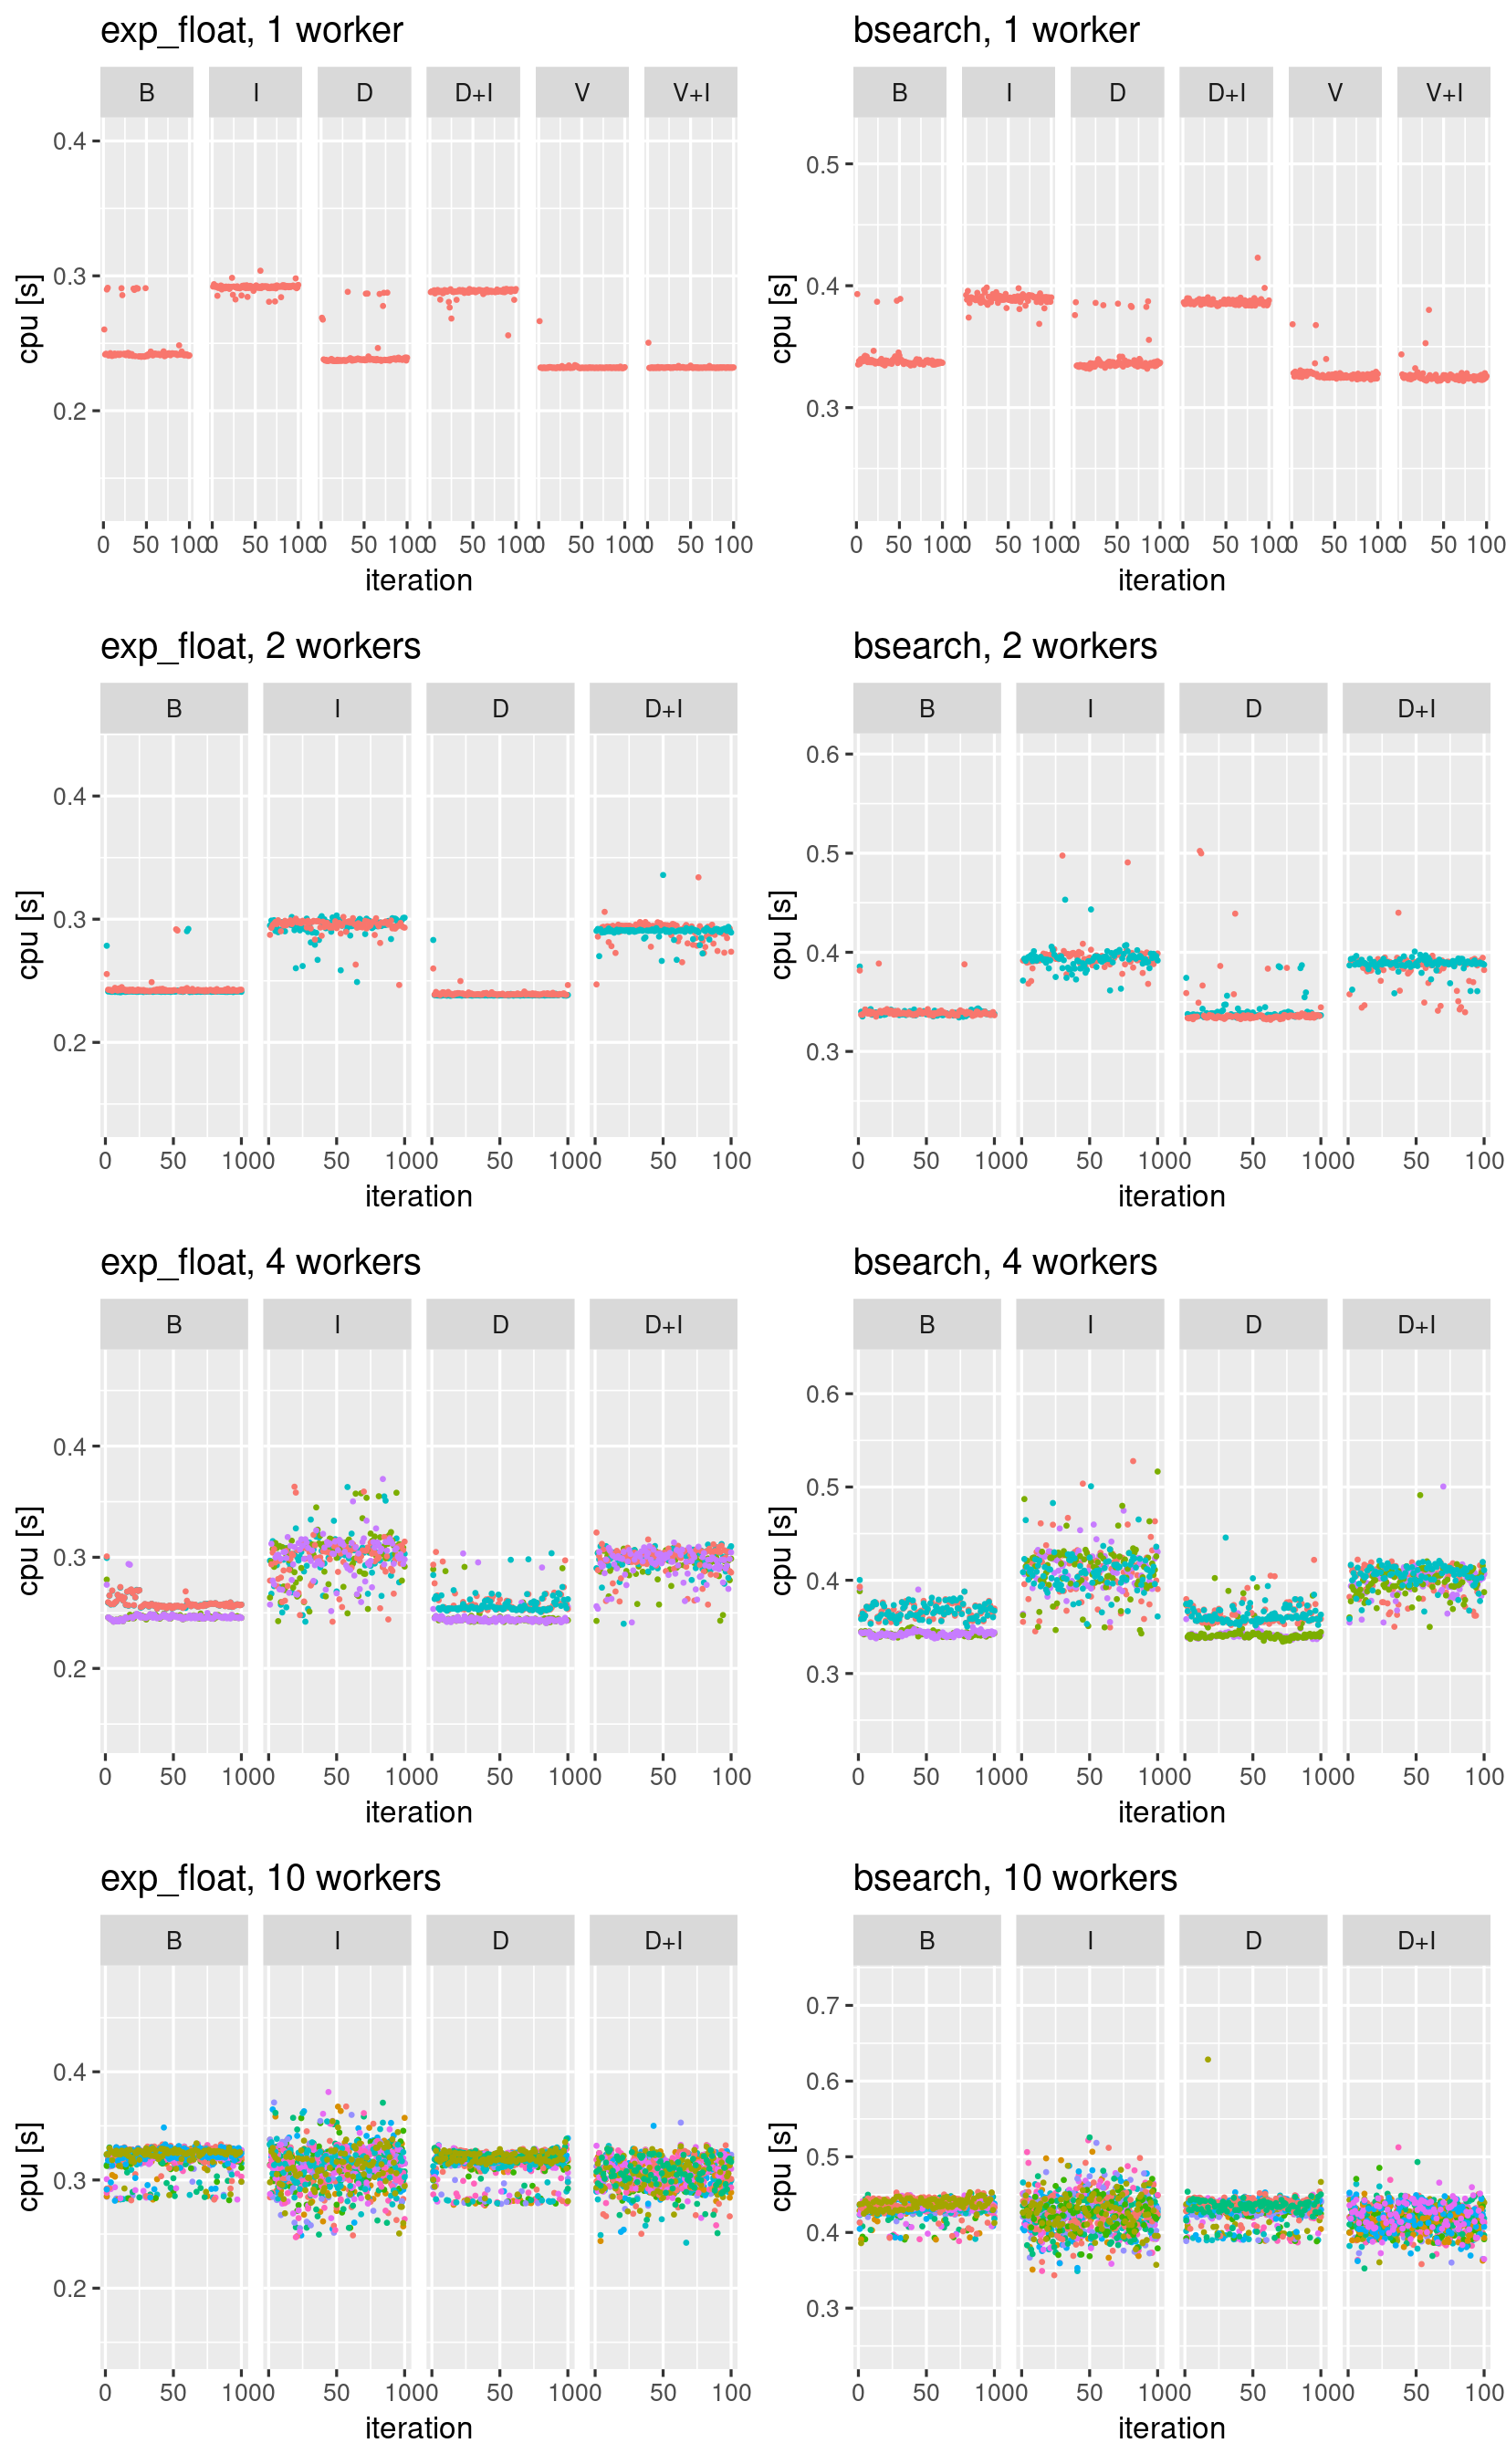 exp_float, 1 worker
B I D D+I V V+I
0.4
0.3
0.2
cpu [s]
0 50 100 0 50 100 0 50 100 0 50 100 0 50 100 0 50 100
iteration
bsearch, 1 worker
B I D D+I V V+I
0.5
0.4
0.3
cpu [s]
0 50 100 0 50 100 0 50 100 0 50 100 0 50 100 0 50 100
iteration
exp_float, 2 workers
B I D D+I
0.4
0.3
0.2
cpu [s]
0 50 100 0 50 100 0 50 100 0 50 100
iteration
bsearch, 2 workers
B I D D+I
0.6
0.5
0.4
0.3
cpu [s]
0 50 100 0 50 100 0 50 100 0 50 100
iteration
exp_float, 4 workers
B I D D+I
0.4
0.3
0.2
cpu [s]
0 50 100 0 50 100 0 50 100 0 50 100
iteration
bsearch, 4 workers
B I D D+I
0.6
0.5
0.4
0.3
cpu [s]
0 50 100 0 50 100 0 50 100 0 50 100
iteration
exp_float, 10 workers
B I D D+I
0.4
0.3
0.2
cpu [s]
0 50 100 0 50 100 0 50 100 0 50 100
iteration
bsearch, 10 workers
B I D D+I
0.7
0.6
0.5
0.4
0.3
cpu [s]
0 50 100 0 50 100 0 50 100 0 50 100
iteration